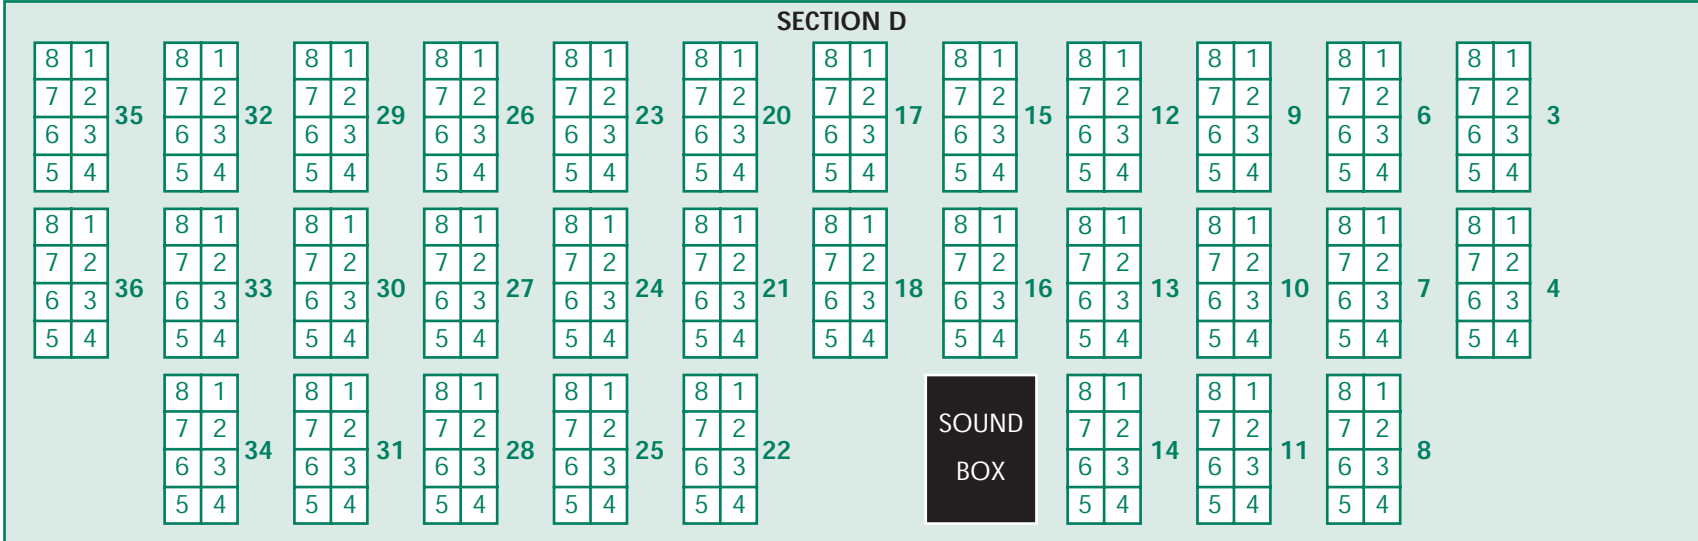 SECTION D
8 1 8 1 8 1 8 1 8 1 8 1 8 1 8 1 8 1 8 1 8 1 8 1
7 2 7 2 7 2 7 2 7 2 7 2 7 2 7 2 7 2 7 2 7 2 7 2
35 32 29 26 23 20 17 15 12 9 6 3
6 3 6 3 6 3 6 3 6 3 6 3 6 3 6 3 6 3 6 3 6 3 6 3
5 4 5 4 5 4 5 4 5 4 5 4 5 4 5 4 5 4 5 4 5 4 5 4
8 1 8 1 8 1 8 1 8 1 8 1 8 1 8 1 8 1 8 1 8 1 8 1
7 2 7 2 7 2 7 2 7 2 7 2 7 2 7 2 7 2 7 2 7 2 7 2
36 33 30 27 24 21 18 16 13 10 7 4
6 3 6 3 6 3 6 3 6 3 6 3 6 3 6 3 6 3 6 3 6 3 6 3
5 4 5 4 5 4 5 4 5 4 5 4 5 4 5 4 5 4 5 4 5 4 5 4
8 1 8 1 8 1 8 1 8 1 8 1 8 1 8 1
7 2 7 2 7 2 7 2 7 2 SOUND 7 2 7 2 7 2
34 31 28 25 22 14 11 8
6 3 6 3 6 3 6 3 6 3 BOX 6 3 6 3 6 3
5 4 5 4 5 4 5 4 5 4 5 4 5 4 5 4